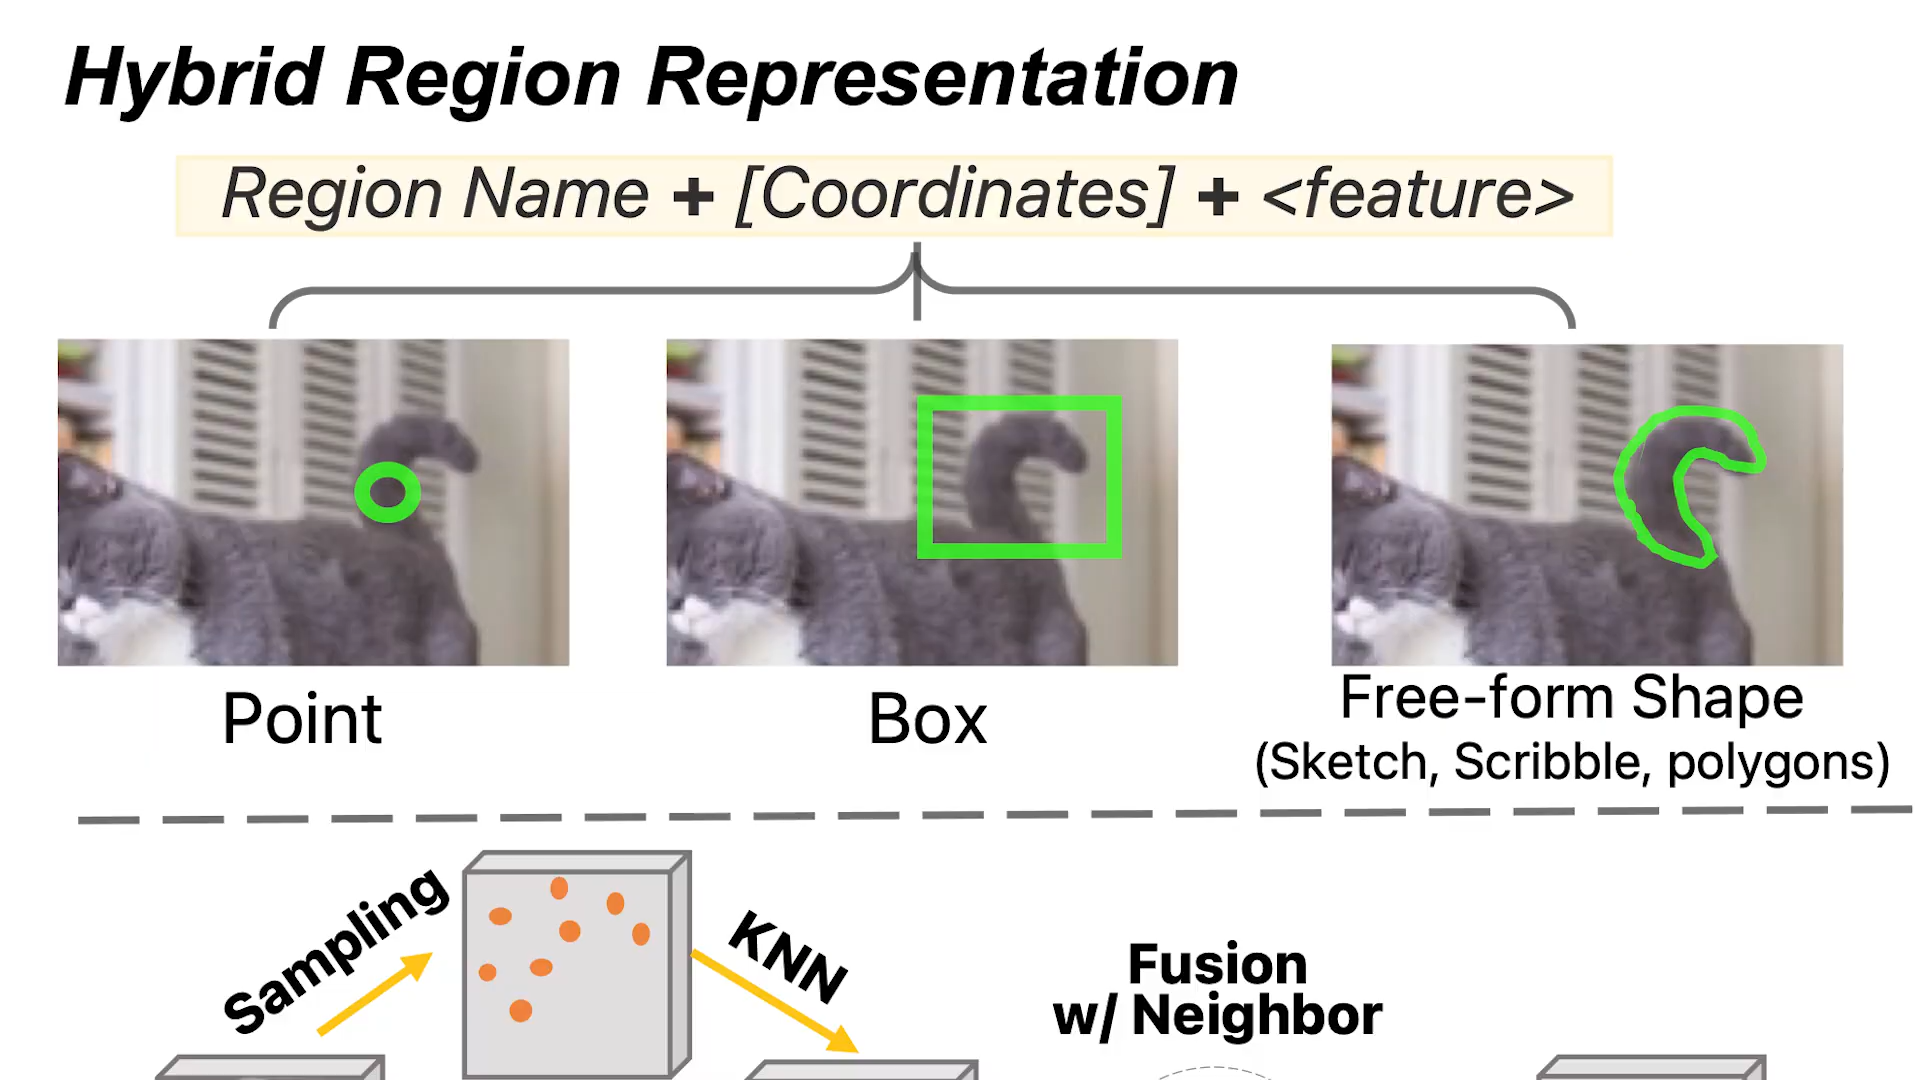 Hybrid Region Representation
Region Name + [Coordinates] + <feature>
Point
Box
Free-form Shape
(Sketch, Scribble, polygons)
Sampling
KNN
Fusion
w/ Neighbor